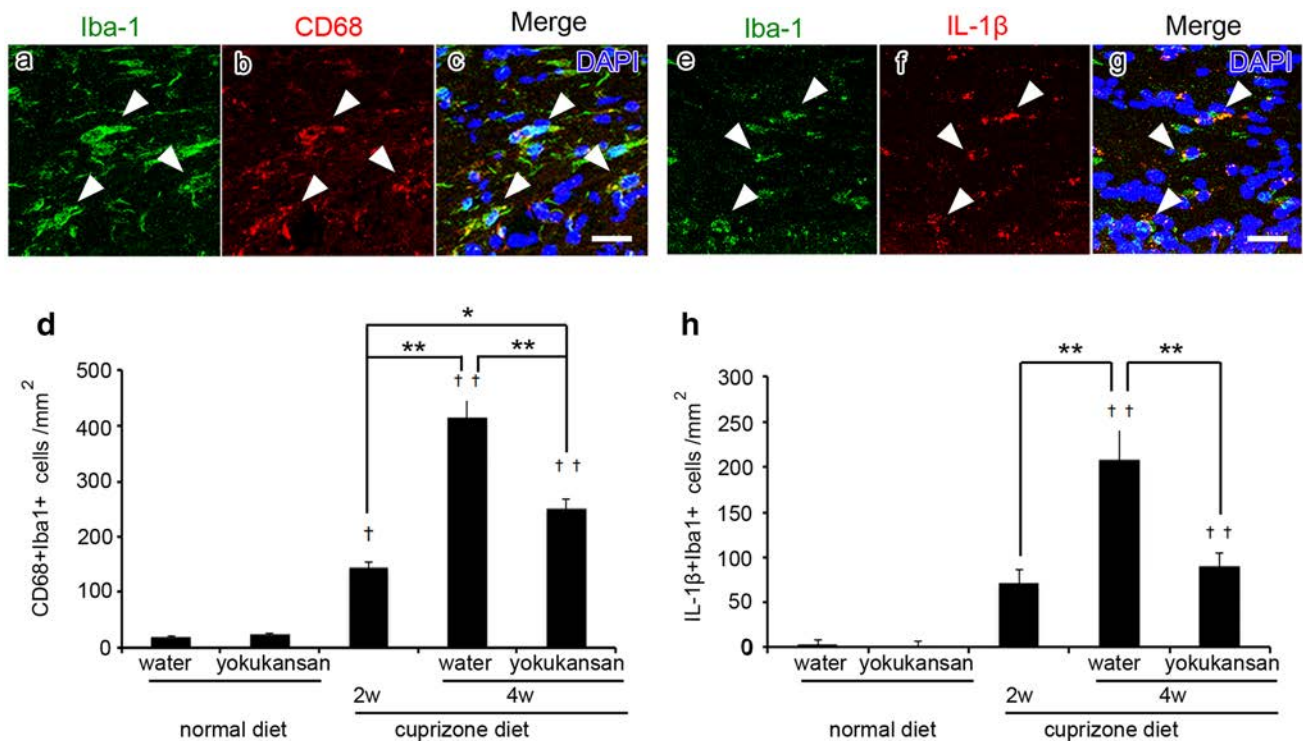 Iba-1 CD68 Merge Iba-1 IL-1β Merge
a b c DAPI e f g DAPI
d
*
** **
500
400
300
200
100
0
CD68+Iba1+ cells /mm²
† † † † †
water yokukansan water yokukansan
2w 4w
normal diet cuprizone diet
h
** **
300
250
200
150
100
50
0
IL-1β+Iba1+ cells /mm²
† † † †
water yokukansan water yokukansan
2w 4w
normal diet cuprizone diet